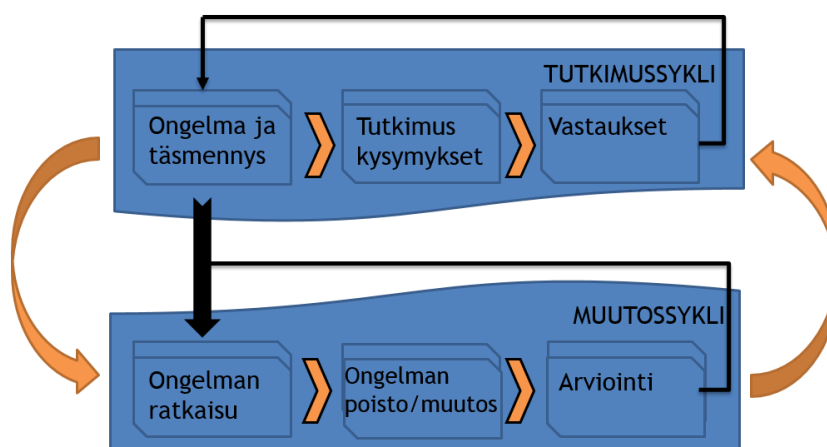 TUTKIMUSSYKLI
Ongelma ja
täsmennys
Tutkimus
kysymykset
Vastaukset
MUUTOSSYKLI
Ongelman
ratkaisu
Ongelman
poisto/muutos
Arviointi